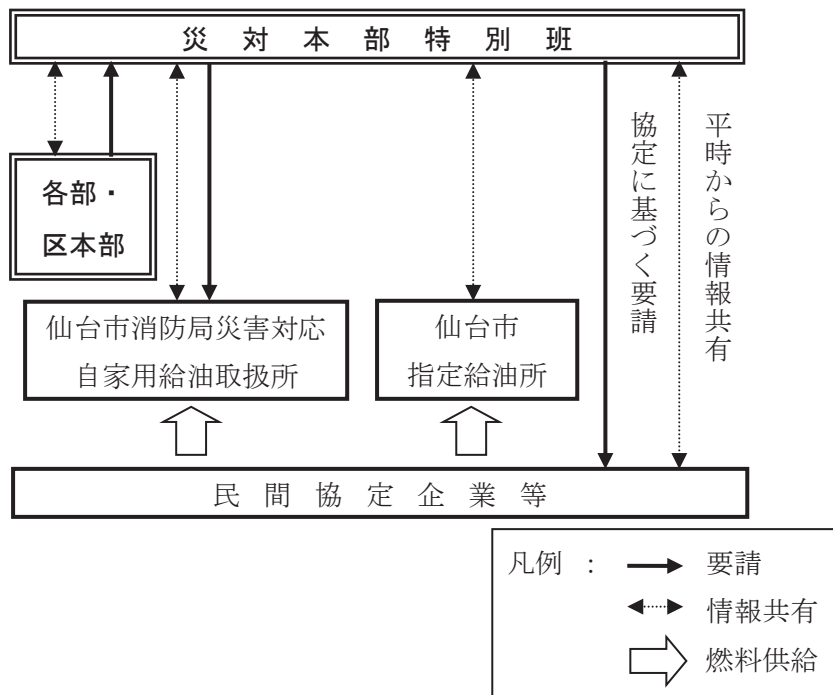 災対本部特別班
各部・
区本部
協定に基づく要請
平時からの情報共有
仙台市消防局災害対応
自家用給油取扱所
仙台市
指定給油所
民間協定企業等
凡例 : 要請
情報共有
燃料供給